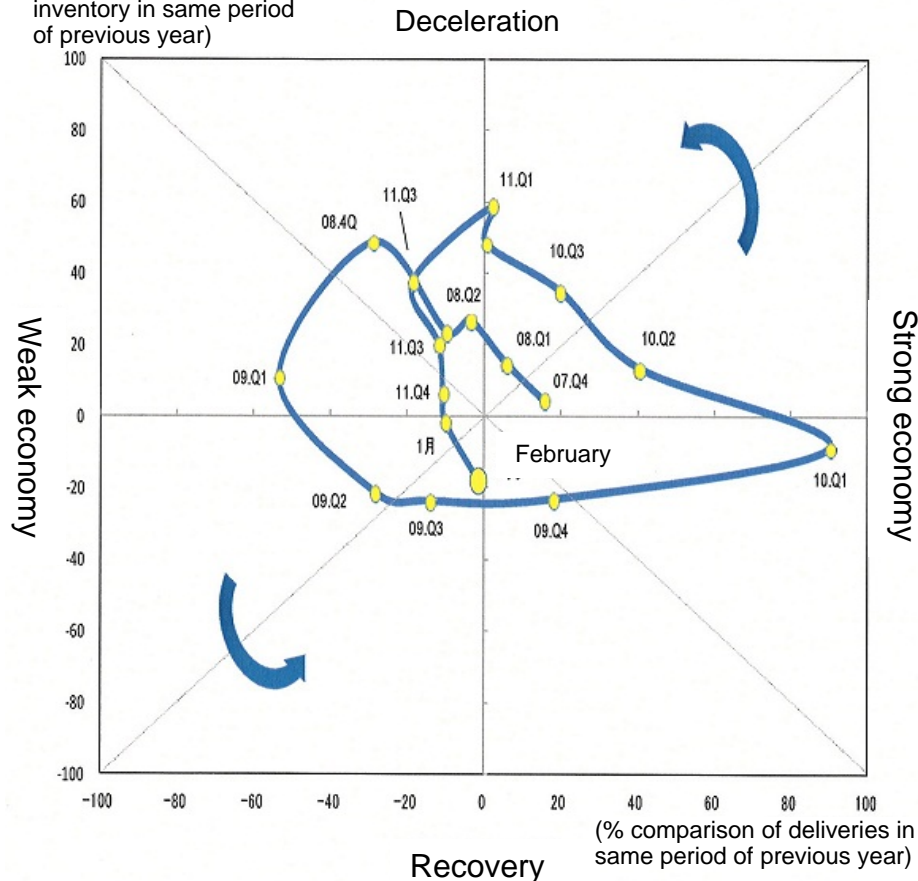 inventory in same period
of previous year)
Deceleration
100
80
60
40
20
0
-20
-40
-60
-80
-100
11.Q1
11.Q3
08.4Q
10.Q3
08.Q2
10.Q2
08.Q1
11.Q3
09.Q1
07.Q4
11.Q4
1月
February
10.Q1
09.Q2
09.Q3
09.Q4
Weak economy
Strong economy
-100
-80
-60
-40
-20
0
20
40
60
80
100
(% comparison of deliveries in
same period of previous year)
Recovery